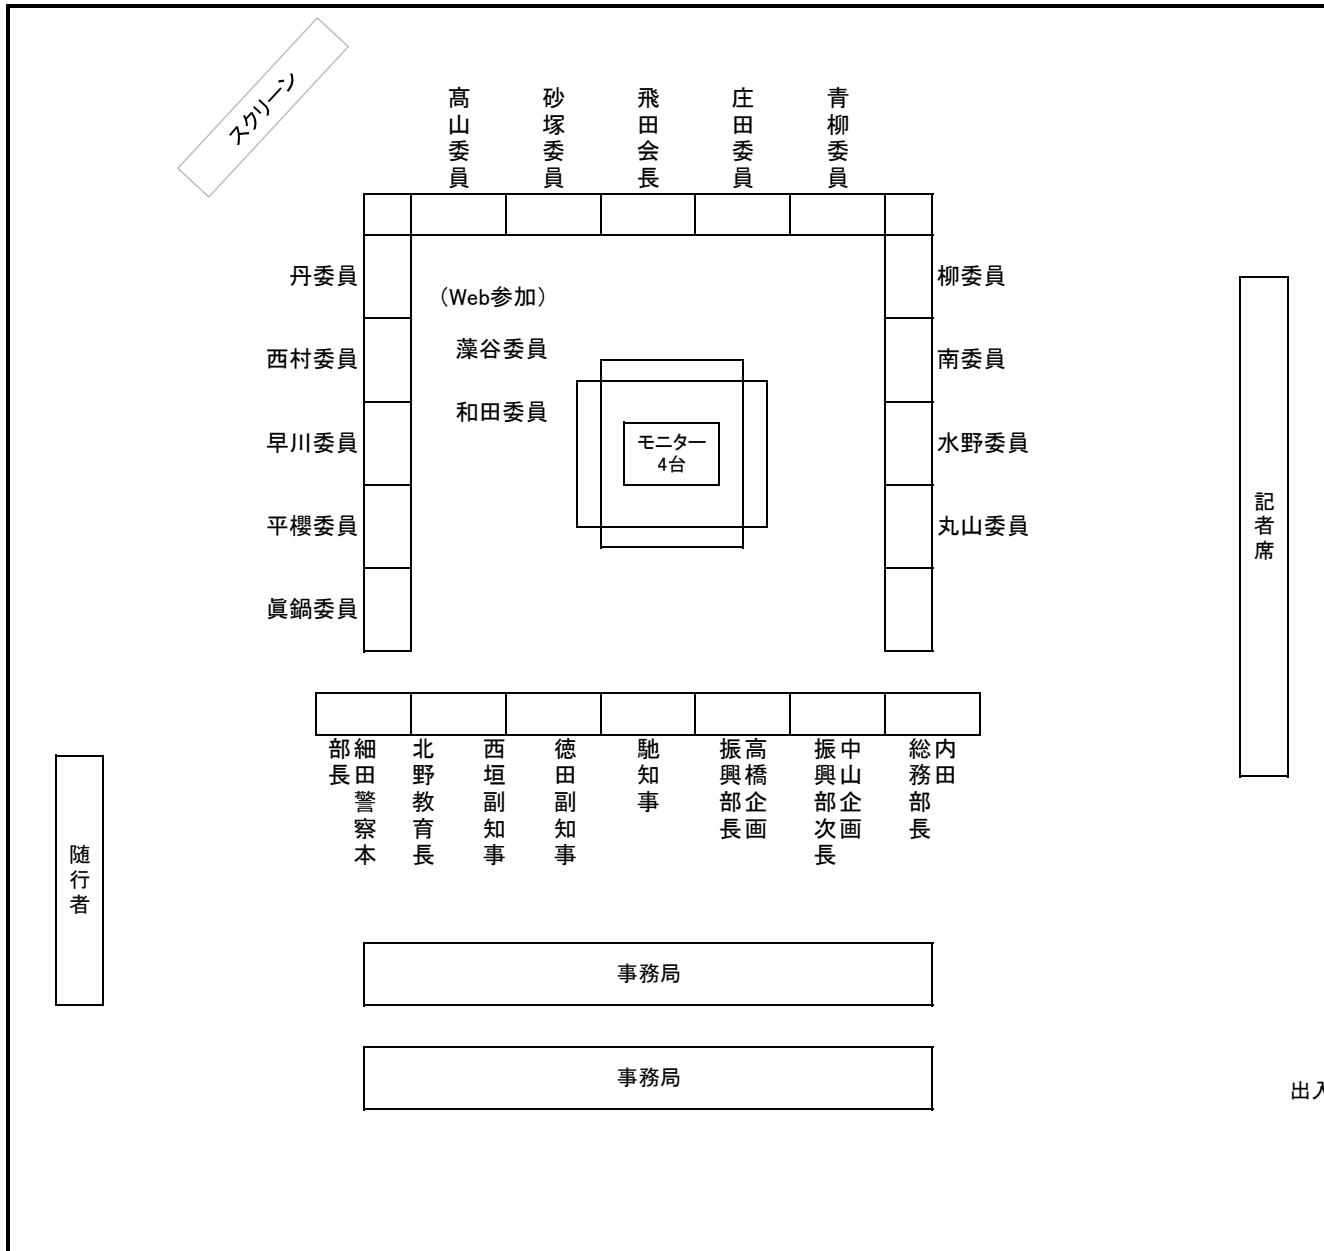 スクリーン
髙山委員
砂塚委員
飛田会長
庄田委員
青柳委員
丹委員
西村委員
早川委員
平櫻委員
眞鍋委員
（Web参加）
藻谷委員
和田委員
モニター
4台
柳委員
南委員
水野委員
丸山委員
記者席
細田警察本
部長
北野教育長
西垣副知事
徳田副知事
馳知事
高橋企画
振興部長
中山企画
振興部次長
内田
総務部長
随行者
事務局
事務局
出入